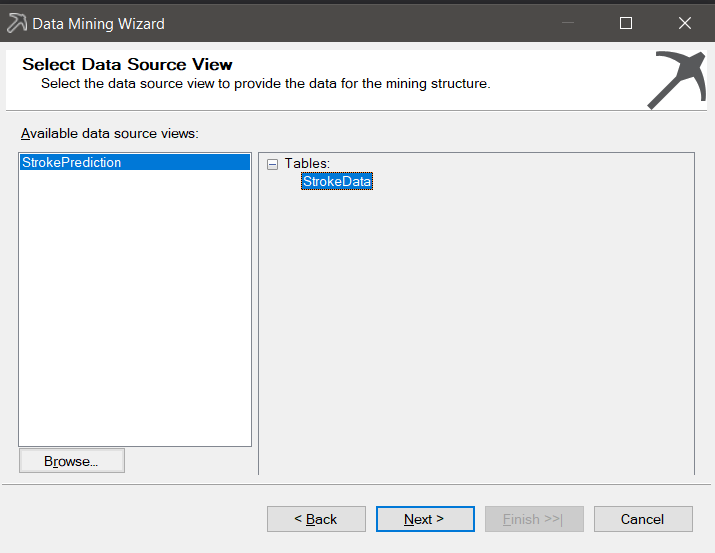 Data Mining Wizard
Select Data Source View
Select the data source view to provide the data for the mining structure.
Available data source views:
StrokePrediction
Tables:
StrokeData
Browse...
< Back
Next >
Finish >>|
Cancel